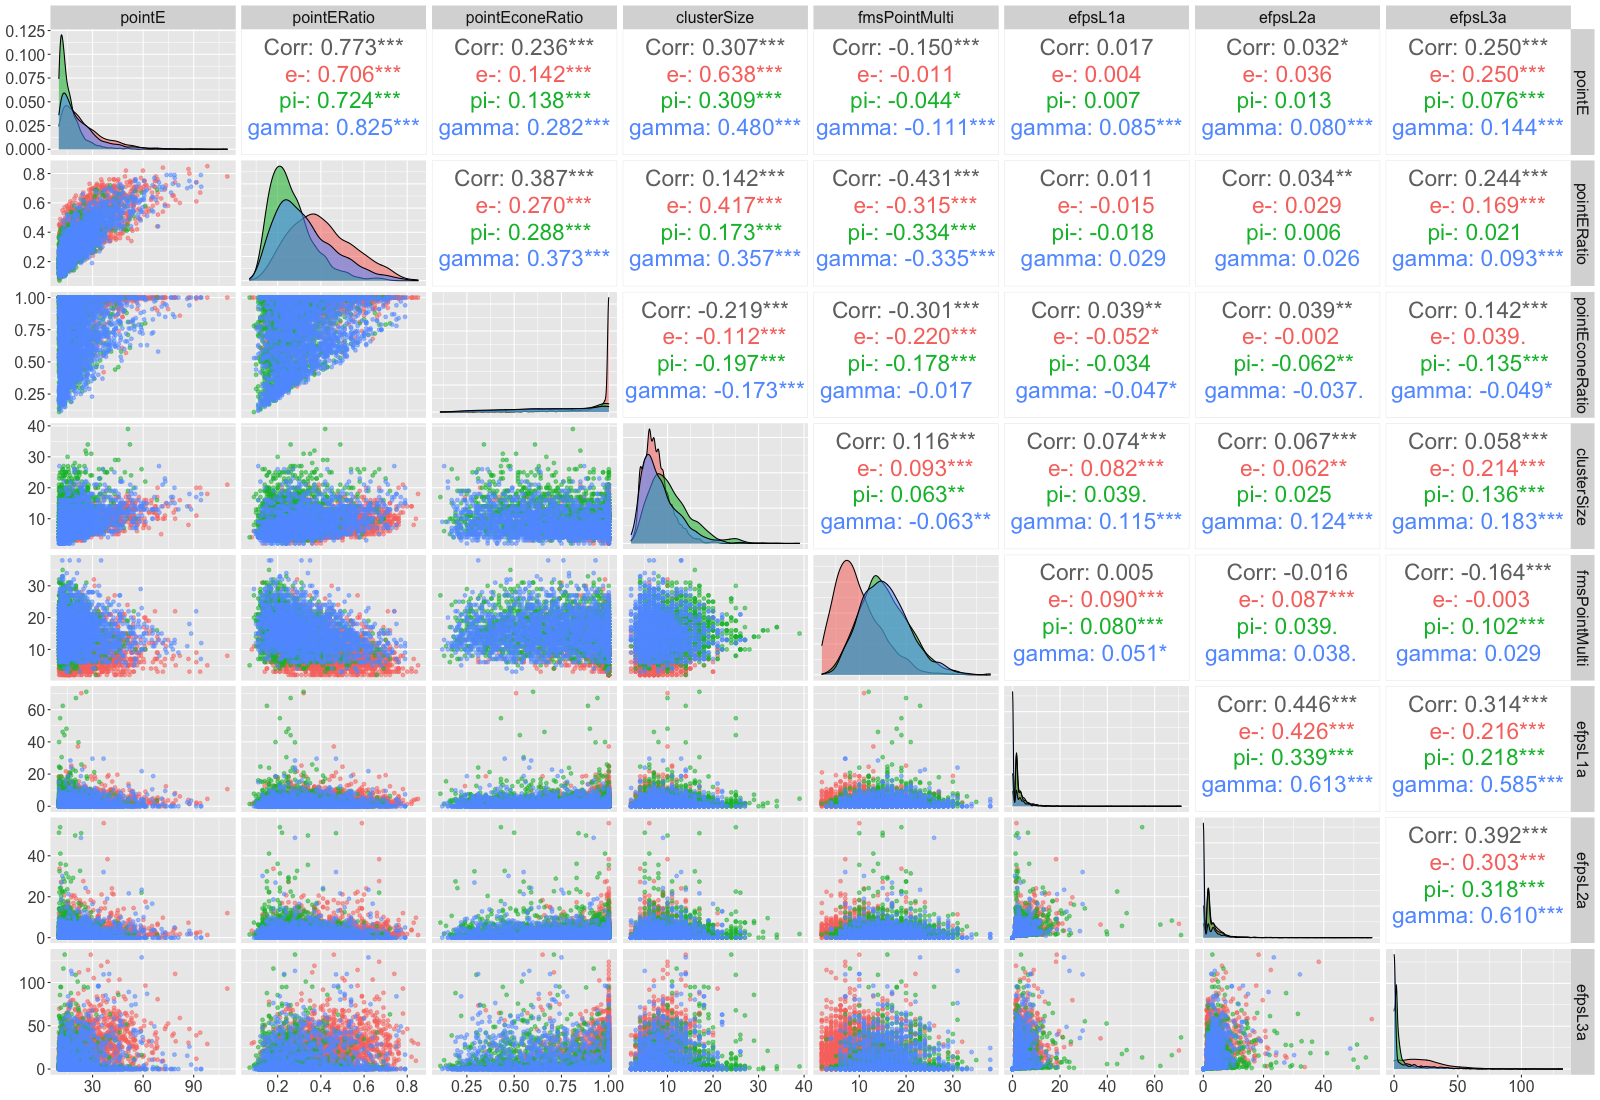 pointE pointERatio pointEconeRatio clusterSize fmsPointMulti efpsL1a efpsL2a efpsL3a
0.125
0.100
0.075
0.050
0.025
0.000
Corr: 0.773***
e-: 0.706***
pi-: 0.724***
gamma: 0.825***
Corr: 0.236***
e-: 0.142***
pi-: 0.138***
gamma: 0.282***
Corr: 0.307***
e-: 0.638***
pi-: 0.309***
gamma: 0.480***
Corr: -0.150***
e-: -0.011
pi-: -0.044*
gamma: -0.111***
Corr: 0.017
e-: 0.004
pi-: 0.007
gamma: 0.085***
Corr: 0.032*
e-: 0.036
pi-: 0.013
gamma: 0.080***
Corr: 0.250***
e-: 0.250***
pi-: 0.076***
gamma: 0.144***
pointE
0.8
0.6
0.4
0.2
Corr: 0.387***
e-: 0.270***
pi-: 0.288***
gamma: 0.373***
Corr: 0.142***
e-: 0.417***
pi-: 0.173***
gamma: 0.357***
Corr: -0.431***
e-: -0.315***
pi-: -0.334***
gamma: -0.335***
Corr: 0.011
e-: -0.015
pi-: -0.018
gamma: 0.029
Corr: 0.034**
e-: 0.029
pi-: 0.006
gamma: 0.026
Corr: 0.244***
e-: 0.169***
pi-: 0.021
gamma: 0.093***
pointERatio
1.00
0.75
0.50
0.25
Corr: -0.219***
e-: -0.112***
pi-: -0.197***
gamma: -0.173***
Corr: -0.301***
e-: -0.220***
pi-: -0.178***
gamma: -0.017
Corr: 0.039**
e-: -0.052*
pi-: -0.034
gamma: -0.047*
Corr: 0.039**
e-: -0.002
pi-: -0.062**
gamma: -0.037.
Corr: 0.142***
e-: 0.039.
pi-: -0.135***
gamma: -0.049*
pointEconeRatio
40
30
20
10
Corr: 0.116***
e-: 0.093***
pi-: 0.063**
gamma: -0.063**
Corr: 0.074***
e-: 0.082***
pi-: 0.039.
gamma: 0.115***
Corr: 0.067***
e-: 0.062**
pi-: 0.025
gamma: 0.124***
Corr: 0.058***
e-: 0.214***
pi-: 0.136***
gamma: 0.183***
clusterSize
30
20
10
Corr: 0.005
e-: 0.090***
pi-: 0.080***
gamma: 0.051*
Corr: -0.016
e-: 0.087***
pi-: 0.039.
gamma: 0.038.
Corr: -0.164***
e-: -0.003
pi-: 0.102***
gamma: 0.029
fmsPointMulti
60
40
20
0
Corr: 0.446***
e-: 0.426***
pi-: 0.339***
gamma: 0.613***
Corr: 0.314***
e-: 0.216***
pi-: 0.218***
gamma: 0.585***
efpsL1a
40
20
0
Corr: 0.392***
e-: 0.303***
pi-: 0.318***
gamma: 0.610***
efpsL2a
100
50
0
efpsL3a
30 60 90 0.2 0.4 0.6 0.8 0.25 0.50 0.75 1.00 10 20 30 40 10 20 30 0 20 40 60 0 20 40 0 50 100